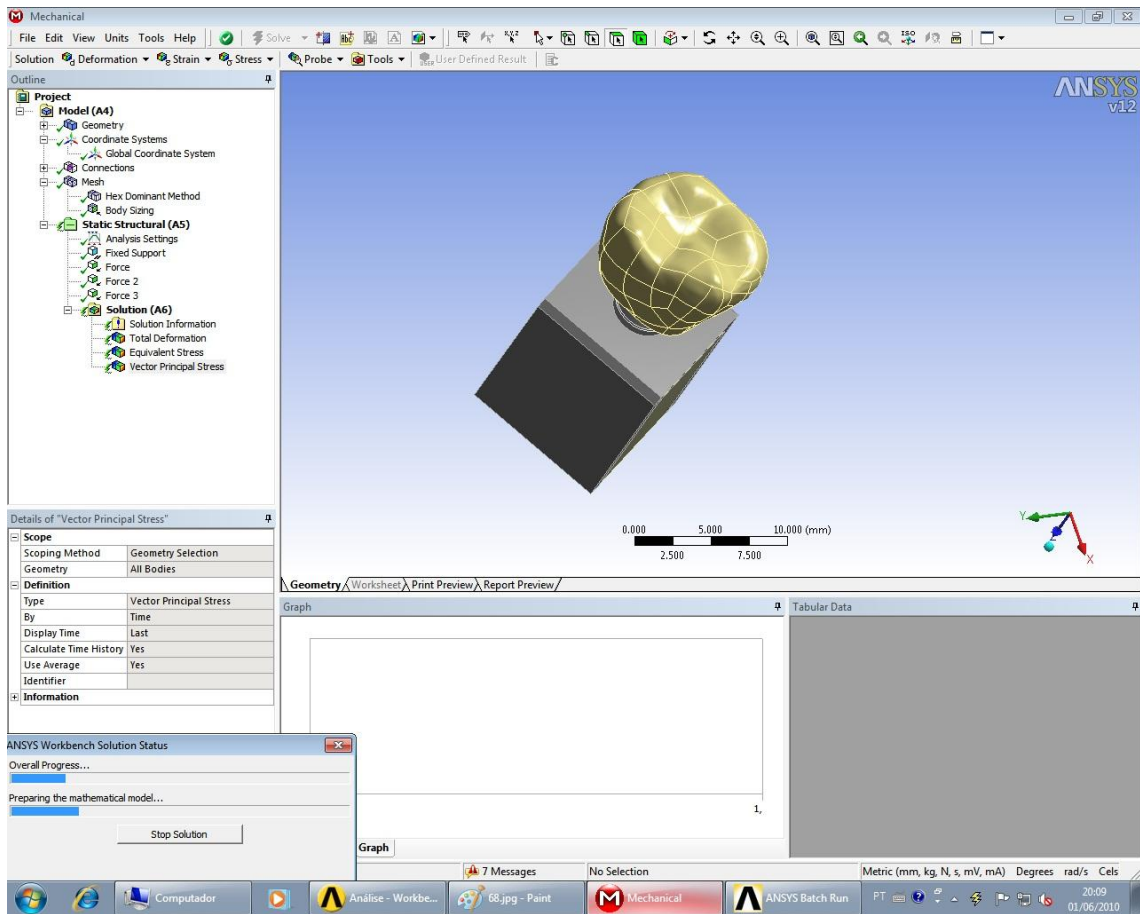 Mechanical
File Edit View Units Tools Help Solve
Solution Deformation Strain Stress Probe Tools User Defined Result
Outline
Project
Model (A4)
Geometry
Coordinate Systems
Global Coordinate System
Connections
Mesh
Hex Dominant Method
Body Sizing
Static Structural (A5)
Analysis Settings
Fixed Support
Force
Force 2
Force 3
Solution (A6)
Solution Information
Total Deformation
Equivalent Stress
Vector Principal Stress
ANSYS
v12
Y
Z
X
0.000 5.000 10.000 (mm)
2.500 7.500
Geometry Worksheet Print Preview Report Preview
Details of "Vector Principal Stress"
Scope
Scoping Method Geometry Selection
Geometry All Bodies
Definition
Type Vector Principal Stress
By Time
Display Time Last
Calculate Time History Yes
Use Average Yes
Identifier
Information
Graph
1,
Graph
Tabular Data
ANSYS Workbench Solution Status
Overall Progress...
Preparing the mathematical model...
Stop Solution
7 Messages No Selection Metric (mm, kg, N, s, mV, mA) Degrees rad/s Cels
Computador Análise - Workbe... 68.jpg - Paint Mechanical ANSYS Batch Run PT 20:09
01/06/2010